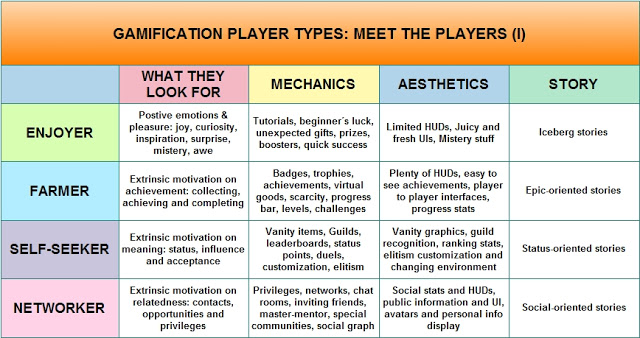 GAMIFICATION PLAYER TYPES: MEET THE PLAYERS (I)
WHAT THEY
LOOK FOR
MECHANICS
AESTHETICS
STORY
ENJOYER
Postive emotions &
pleasure: joy, curiosity,
inspiration, surprise,
mistery, awe
Tutorials, beginner´s luck,
unexpected gifts, prizes,
boosters, quick success
Limited HUDs, Juicy and
fresh UIs, Mistery stuff
Iceberg stories
FARMER
Extrinsic motivation on
achievement: collecting,
achieving and completing
Badges, trophies,
achievements, virtual
goods, scarcity, progress
bar, levels, challenges
Plenty of HUDs, easy to
see achievements, player
to player interfaces,
progress stats
Epic-oriented stories
SELF-SEEKER
Extrinsic motivation on
meaning: status, influence
and acceptance
Vanity items, Guilds,
leaderboards, status
points, duels,
customization, elitism
Vanity graphics, guild
recognition, ranking stats,
elitism customization and
changing environment
Status-oriented stories
NETWORKER
Extrinsic motivation on
relatedness: contacts,
opportunities and
privileges
Privileges, networks, chat
rooms, inviting friends,
master-mentor, special
communities, social graph
Social stats and HUDs,
public information and UI,
avatars and personal info
display
Social-oriented stories